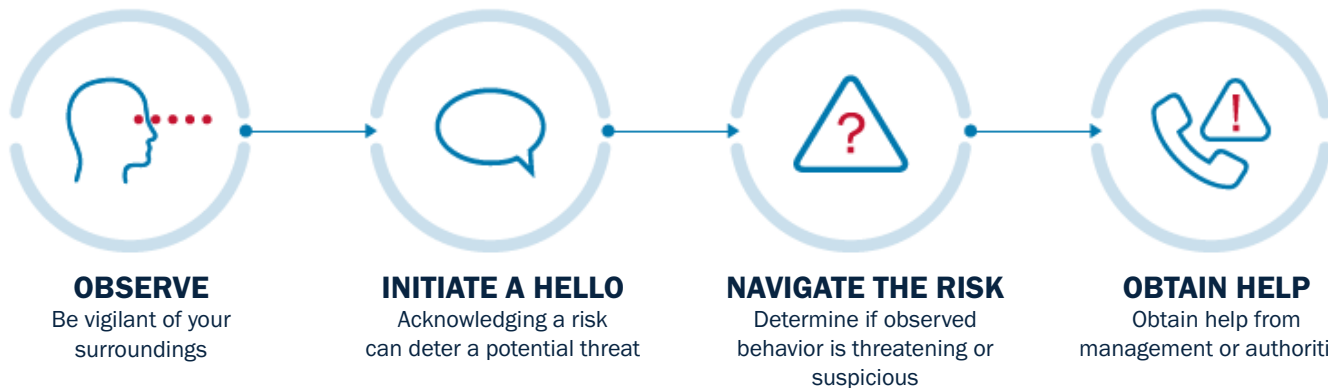 ?
!
OBSERVE
Be vigilant of your
surroundings
INITIATE A HELLO
Acknowledging a risk
can deter a potential threat
NAVIGATE THE RISK
Determine if observed
behavior is threatening or
suspicious
OBTAIN HELP
Obtain help from
management or authoriti